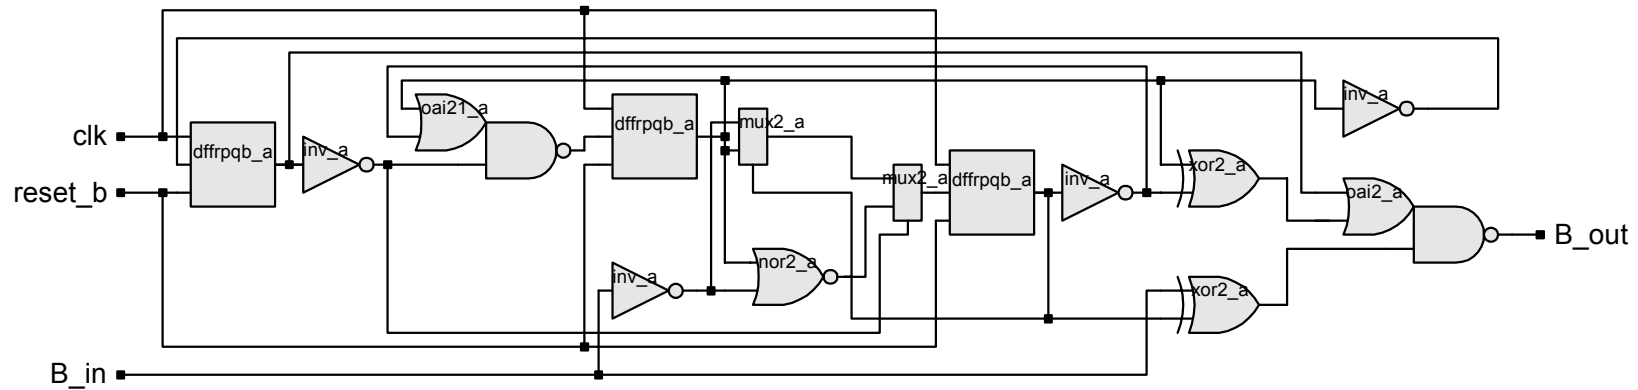 clk
reset_b
B_in
dffrpqb_a
inv_a
oai21_a
dffrpqb_a
mux2_a
inv_a
nor2_a
mux2_a
dffrpqb_a
inv_a
xor2_a
xor2_a
inv_a
oai2_a
B_out